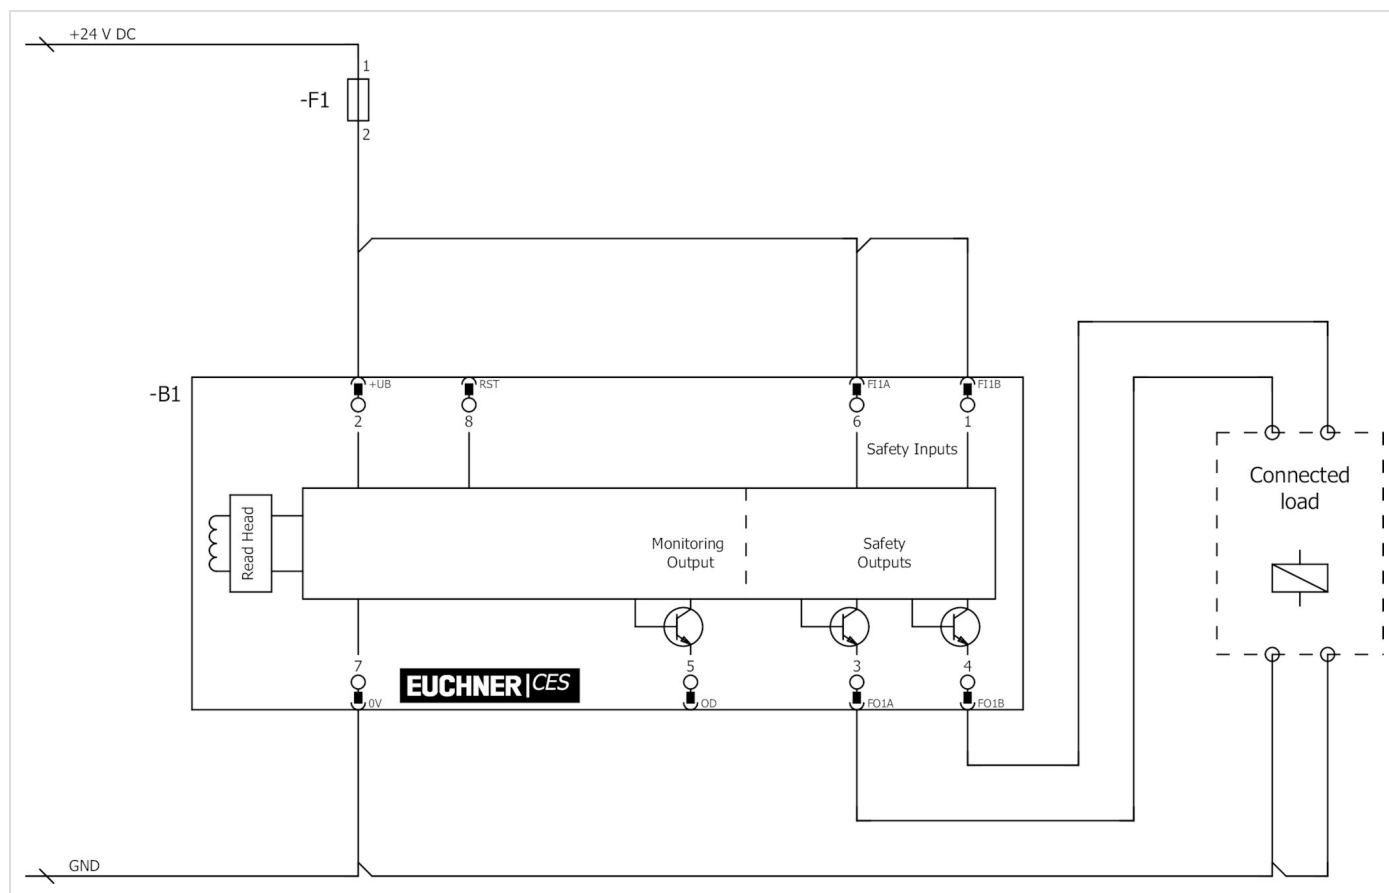 +24 V DC
1
-F1
2
-B1
+UB
RST
FI1A
FI1B
2
8
6
1
Safety Inputs
Connected
load
Read Head
Monitoring
Output
Safety
Outputs
7
5
3
4
EUCHNER|CES
0V
OD
FO1A
FO1B
GND